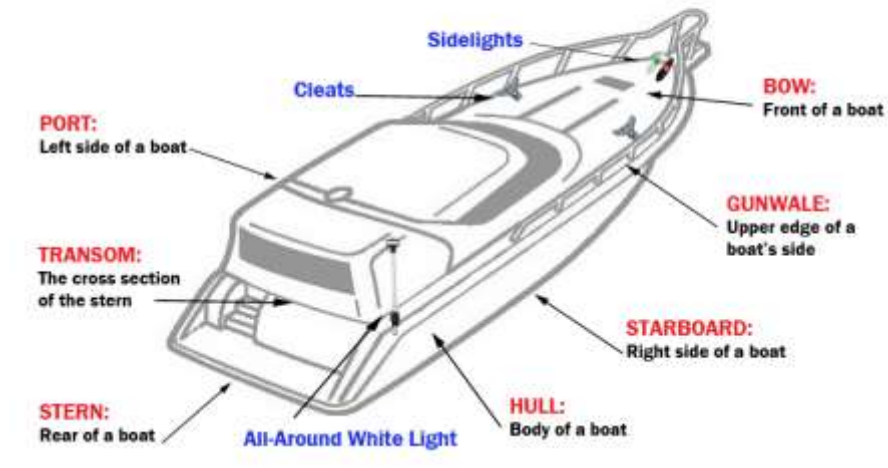 Sidelights
Cleats
BOW:
Front of a boat
PORT:
Left side of a boat
GUNWALE:
Upper edge of a
boat's side
TRANSOM:
The cross section
of the stern
STARBOARD:
Right side of a boat
STERN:
Rear of a boat
All-Around White Light
HULL:
Body of a boat